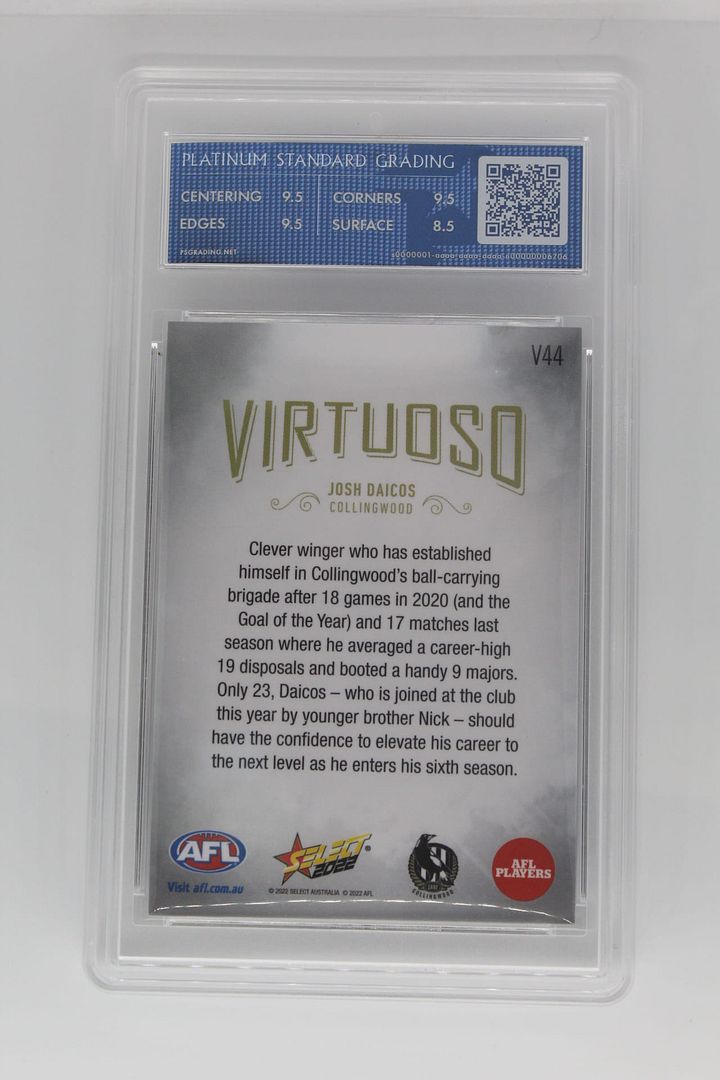 PLATINUM STANDARD GRADING
CENTERING 9.5 CORNERS 9.5
EDGES 9.5 SURFACE 8.5
PSGRADING.NET
V44
VIRTUOSO
JOSH DAICOS
COLLINGWOOD
Clever winger who has established
himself in Collingwood's ball-carrying
brigade after 18 games in 2020 (and the
Goal of the Year) and 17 matches last
season where he averaged a career-high
19 disposals and booted a handy 9 majors.
Only 23, Daicos – who is joined at the club
this year by younger brother Nick – should
have the confidence to elevate his career to
the next level as he enters his sixth season.
AFL
Visit afl.com.au
SELECT
2022
®
© 2022 SELECT AUSTRALIA © 2022 AFL
COLLINGWOOD
AFL
PLAYERS